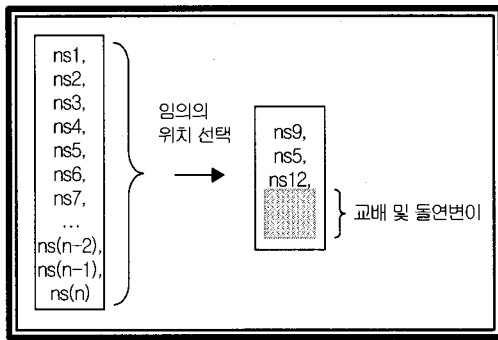 ns1,
ns2,
ns3,
ns4,
ns5,
ns6,
ns7,
...
ns(n-2),
ns(n-1),
ns(n)
임의의
위치 선택
ns9,
ns5,
ns12,
교배 및 돌연변이